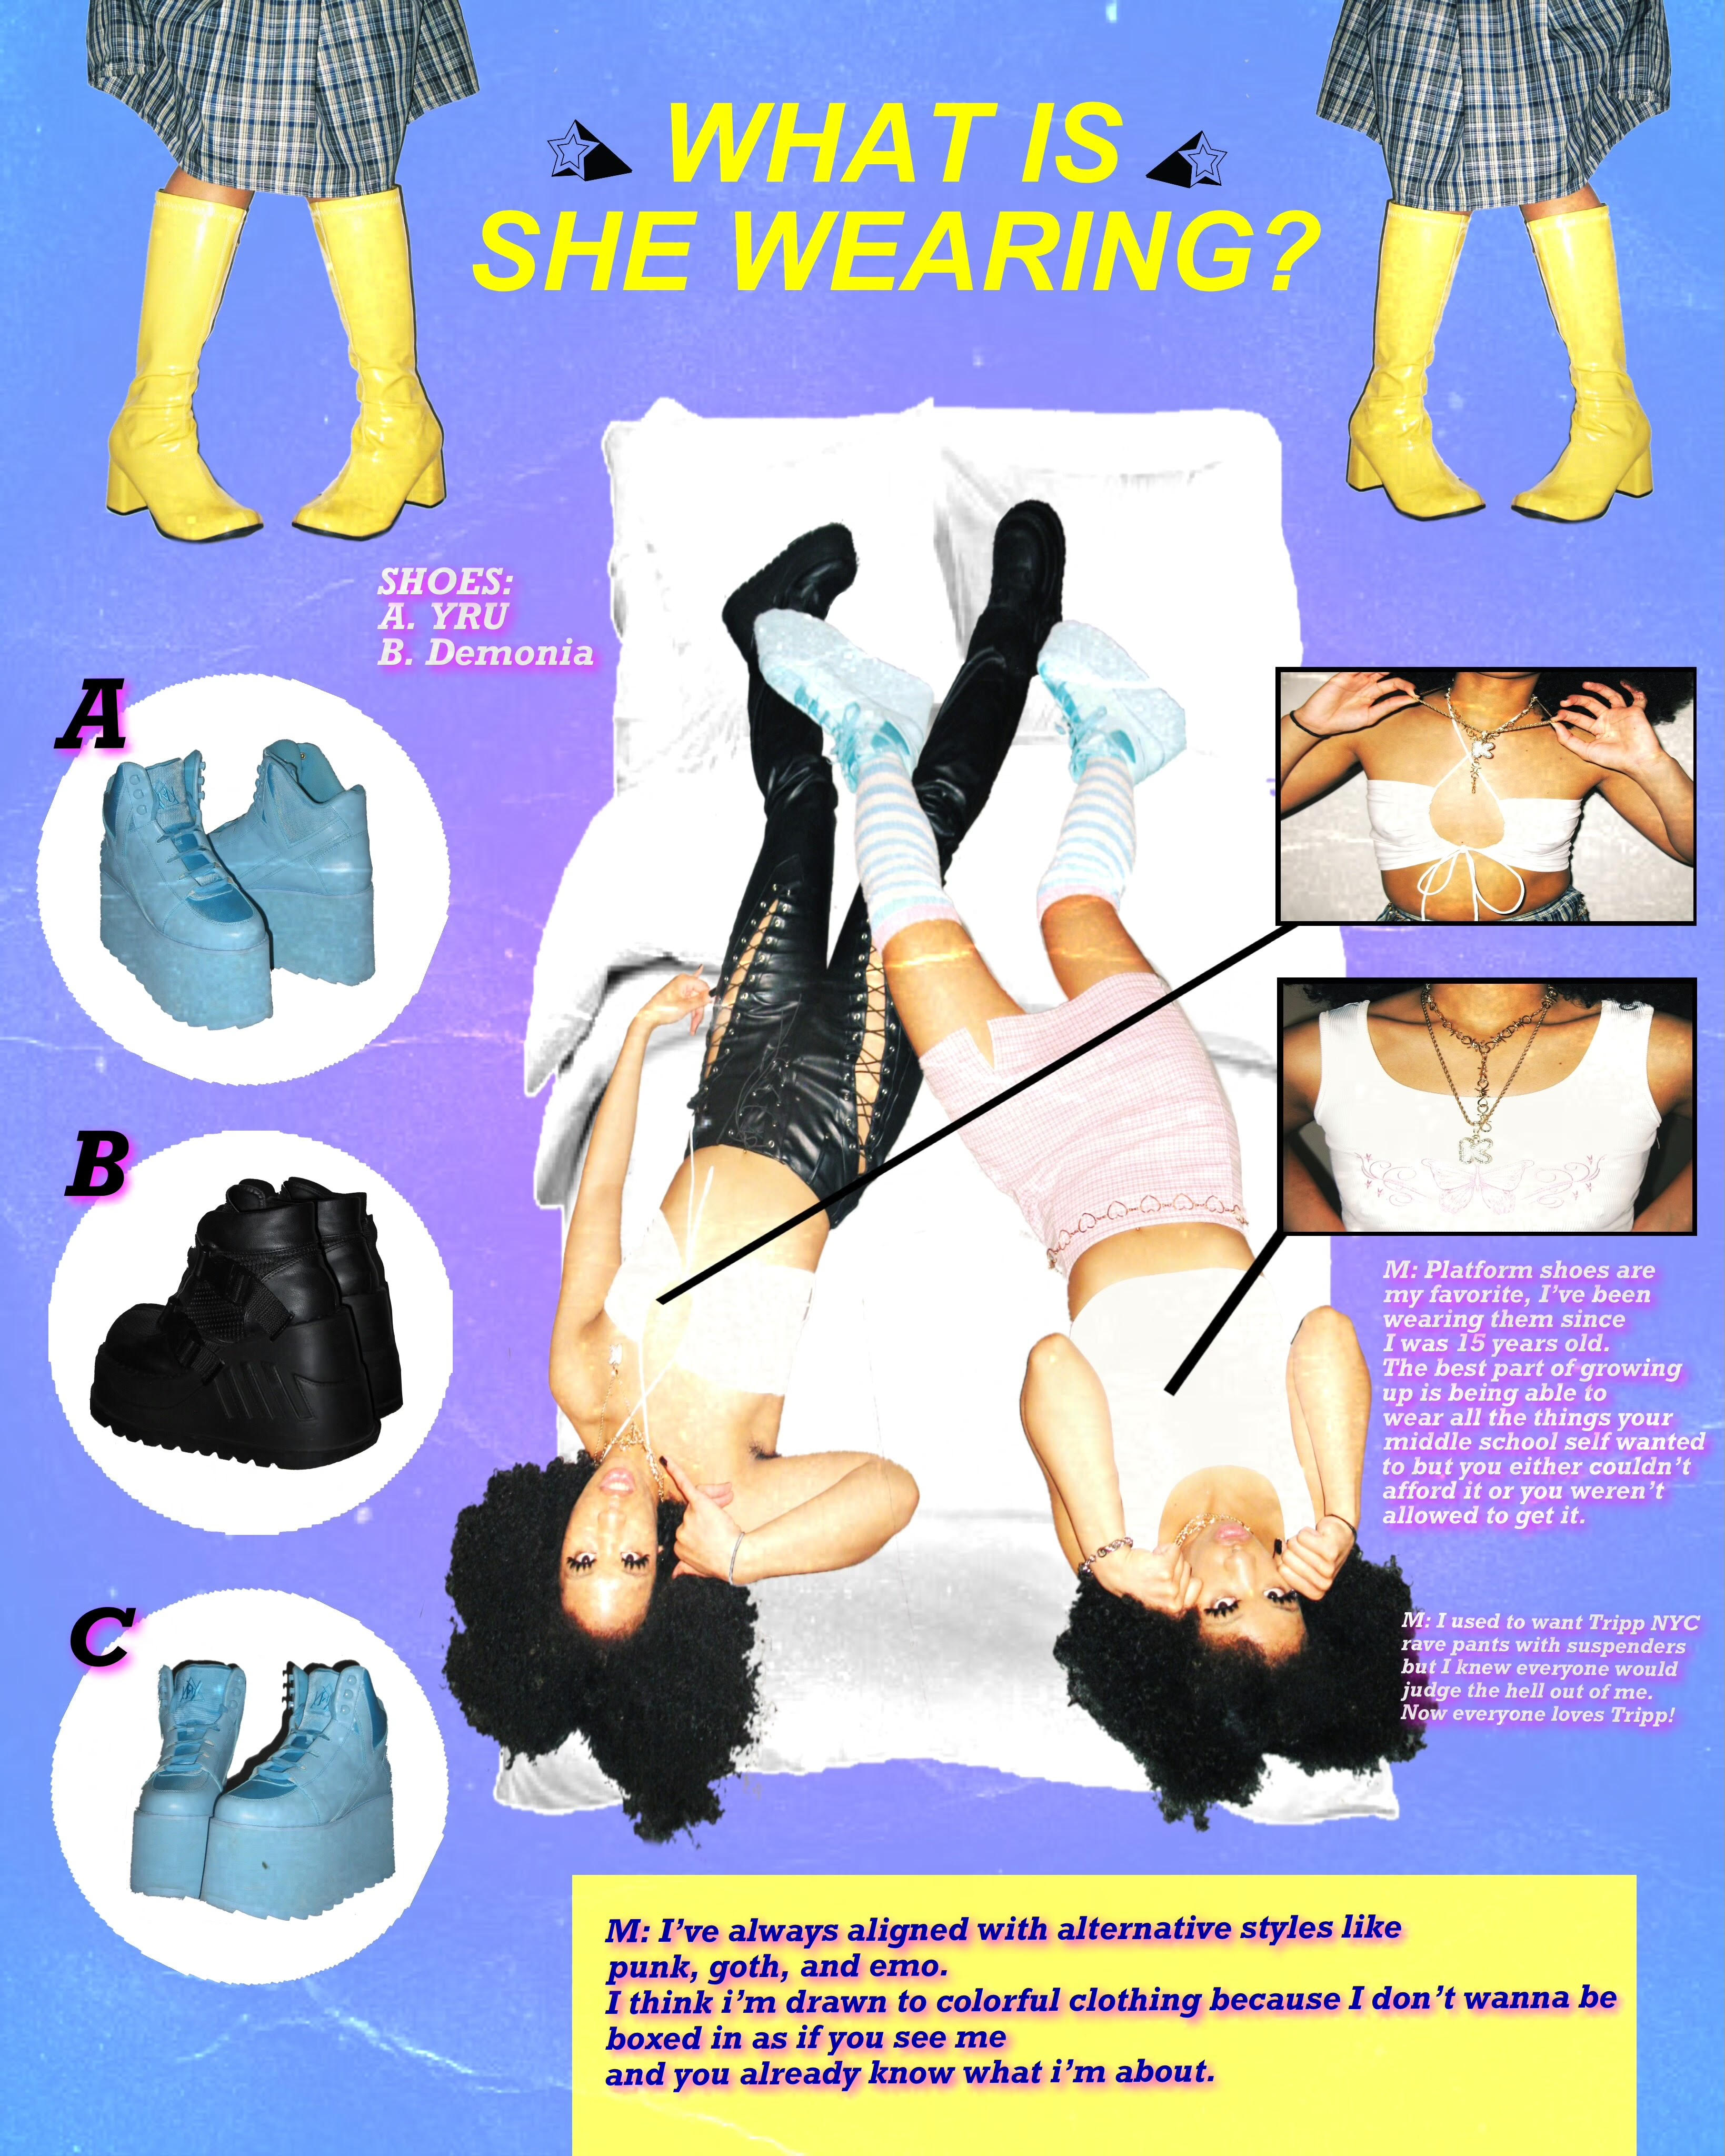 WHAT IS
SHE WEARING?
SHOES:
A. YRU
B. Demonia
A
B
C
M: Platform shoes are
my favorite, I've been
wearing them since
I was 15 years old.
The best part of growing
up is being able to
wear all the things your
middle school self wanted
to but you either couldn't
afford it or you weren't
allowed to get it.
M: I used to want Tripp NYC
rave pants with suspenders
but I knew everyone would
judge the hell out of me.
Now everyone loves Tripp!
M: I've always aligned with alternative styles like
punk, goth, and emo.
I think i'm drawn to colorful clothing because I don't wanna be
boxed in as if you see me
and you already know what i'm about.